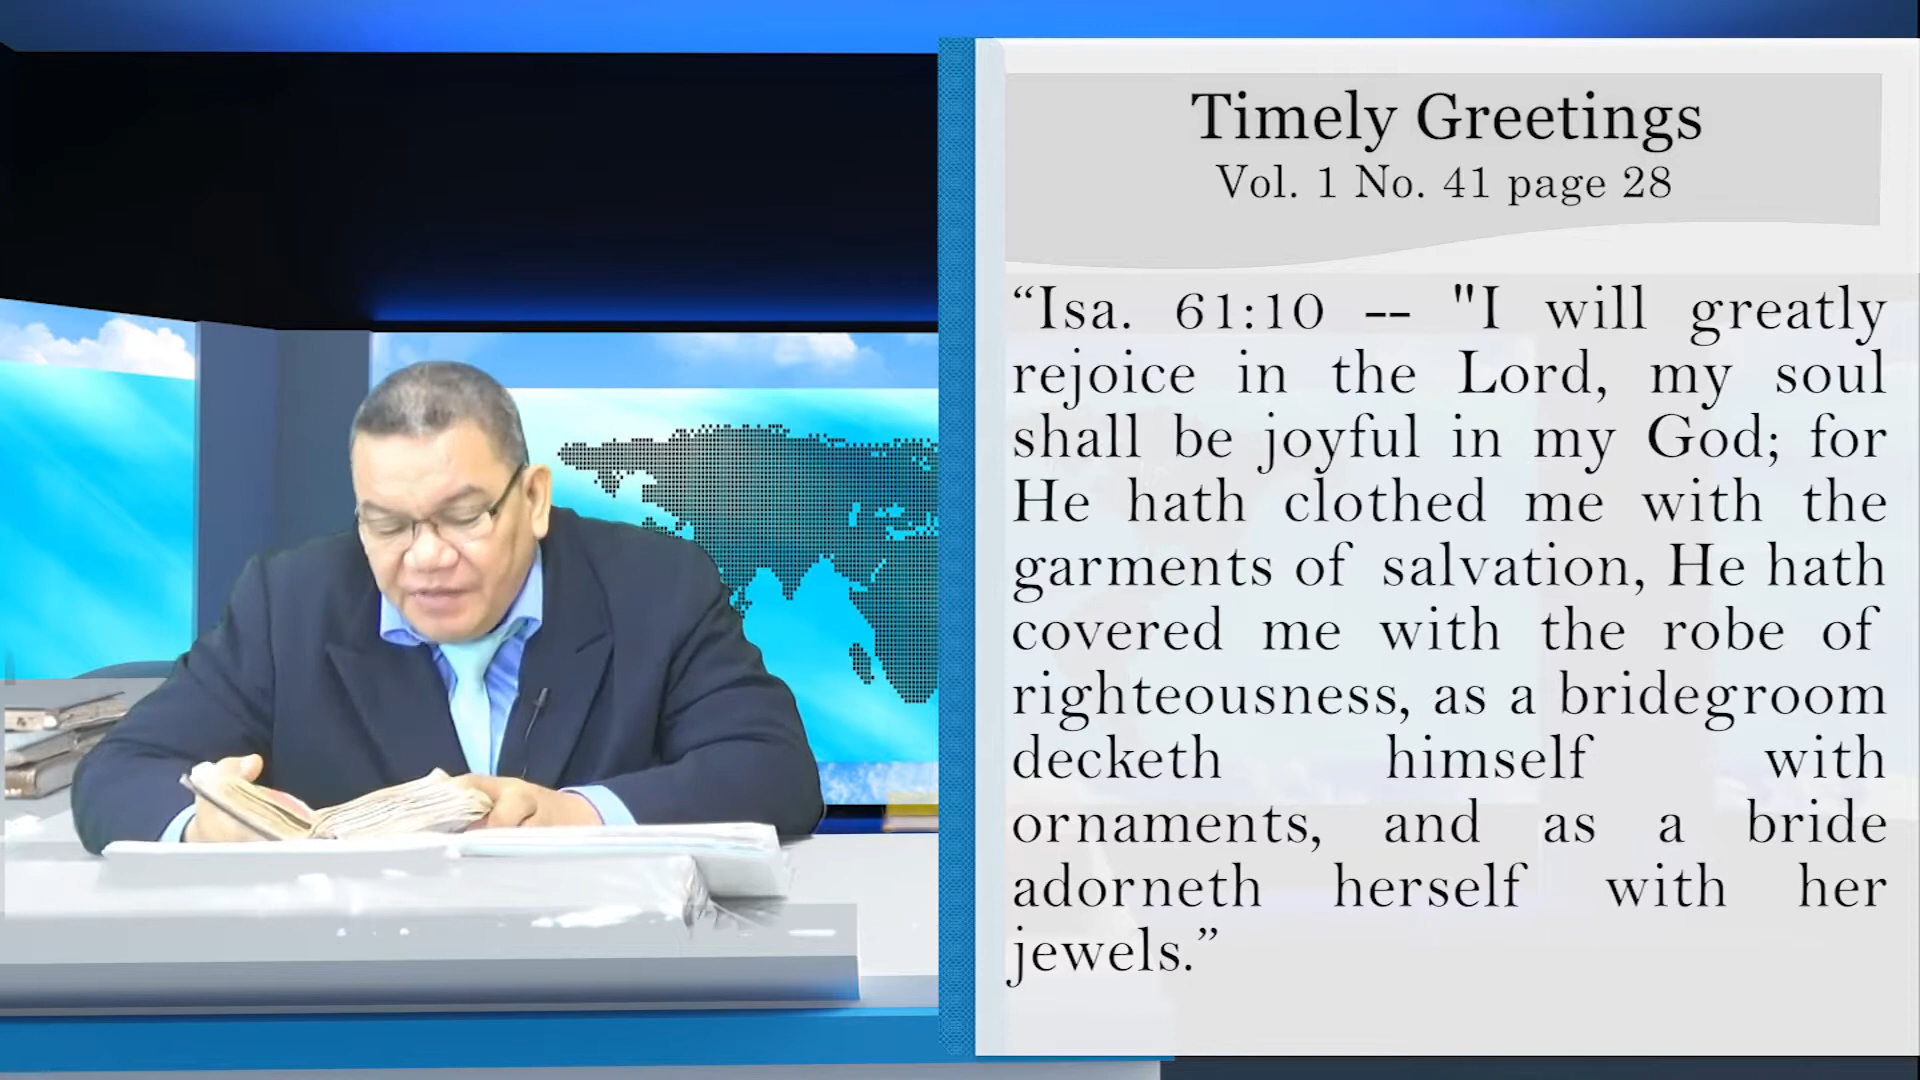 Timely Greetings
Vol. 1 No. 41 page 28
“Isa. 61:10 -- "I will greatly
rejoice in the Lord, my soul
shall be joyful in my God; for
He hath clothed me with the
garments of salvation, He hath
covered me with the robe of
righteousness, as a bridegroom
decketh himself with
ornaments, and as a bride
adorneth herself with her
jewels.”